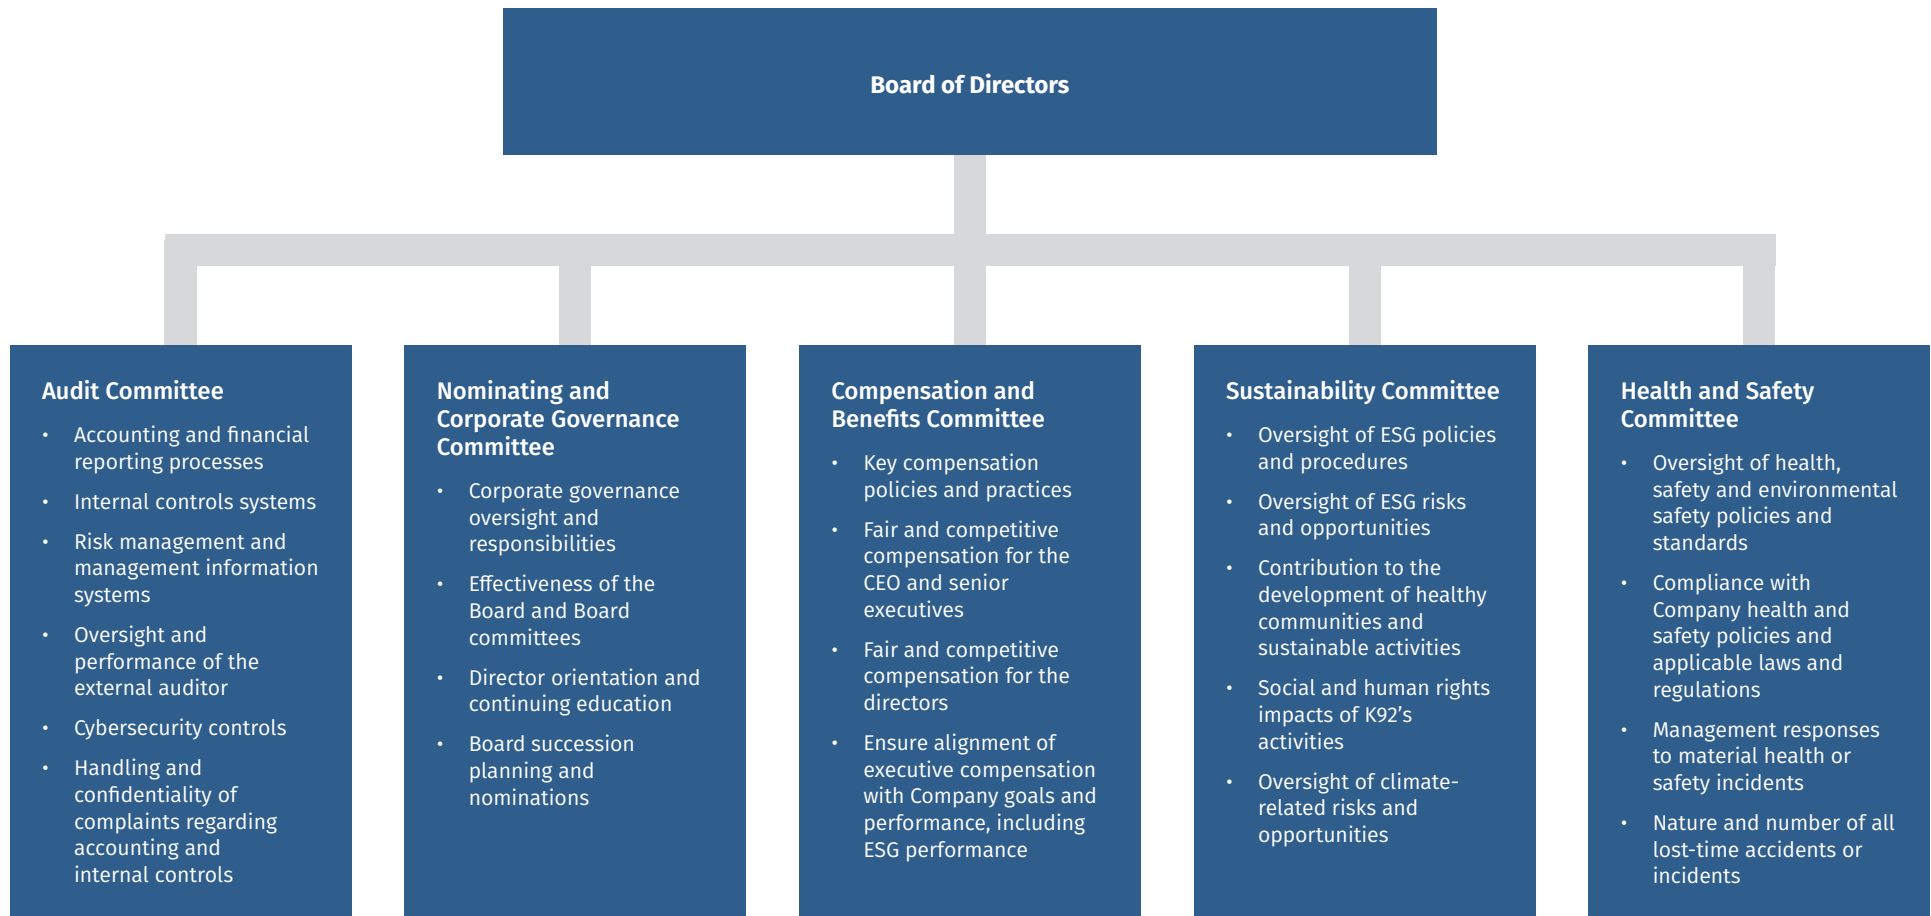 Board of Directors
Audit Committee
• Accounting and financial
reporting processes
• Internal controls systems
• Risk management and
management information
systems
• Oversight and
performance of the
external auditor
• Cybersecurity controls
• Handling and
confidentiality of
complaints regarding
accounting and
internal controls
Nominating and
Corporate Governance
Committee
• Corporate governance
oversight and
responsibilities
• Effectiveness of the
Board and Board
committees
• Director orientation and
continuing education
• Board succession
planning and
nominations
Compensation and
Benefits Committee
• Key compensation
policies and practices
• Fair and competitive
compensation for the
CEO and senior
executives
• Fair and competitive
compensation for the
directors
• Ensure alignment of
executive compensation
with Company goals and
performance, including
ESG performance
Sustainability Committee
• Oversight of ESG policies
and procedures
• Oversight of ESG risks
and opportunities
• Contribution to the
development of healthy
communities and
sustainable activities
• Social and human rights
impacts of K92’s
activities
• Oversight of climate-
related risks and
opportunities
Health and Safety
Committee
• Oversight of health,
safety and environmental
safety policies and
standards
• Compliance with
Company health and
safety policies and
applicable laws and
regulations
• Management responses
to material health or
safety incidents
• Nature and number of all
lost-time accidents or
incidents